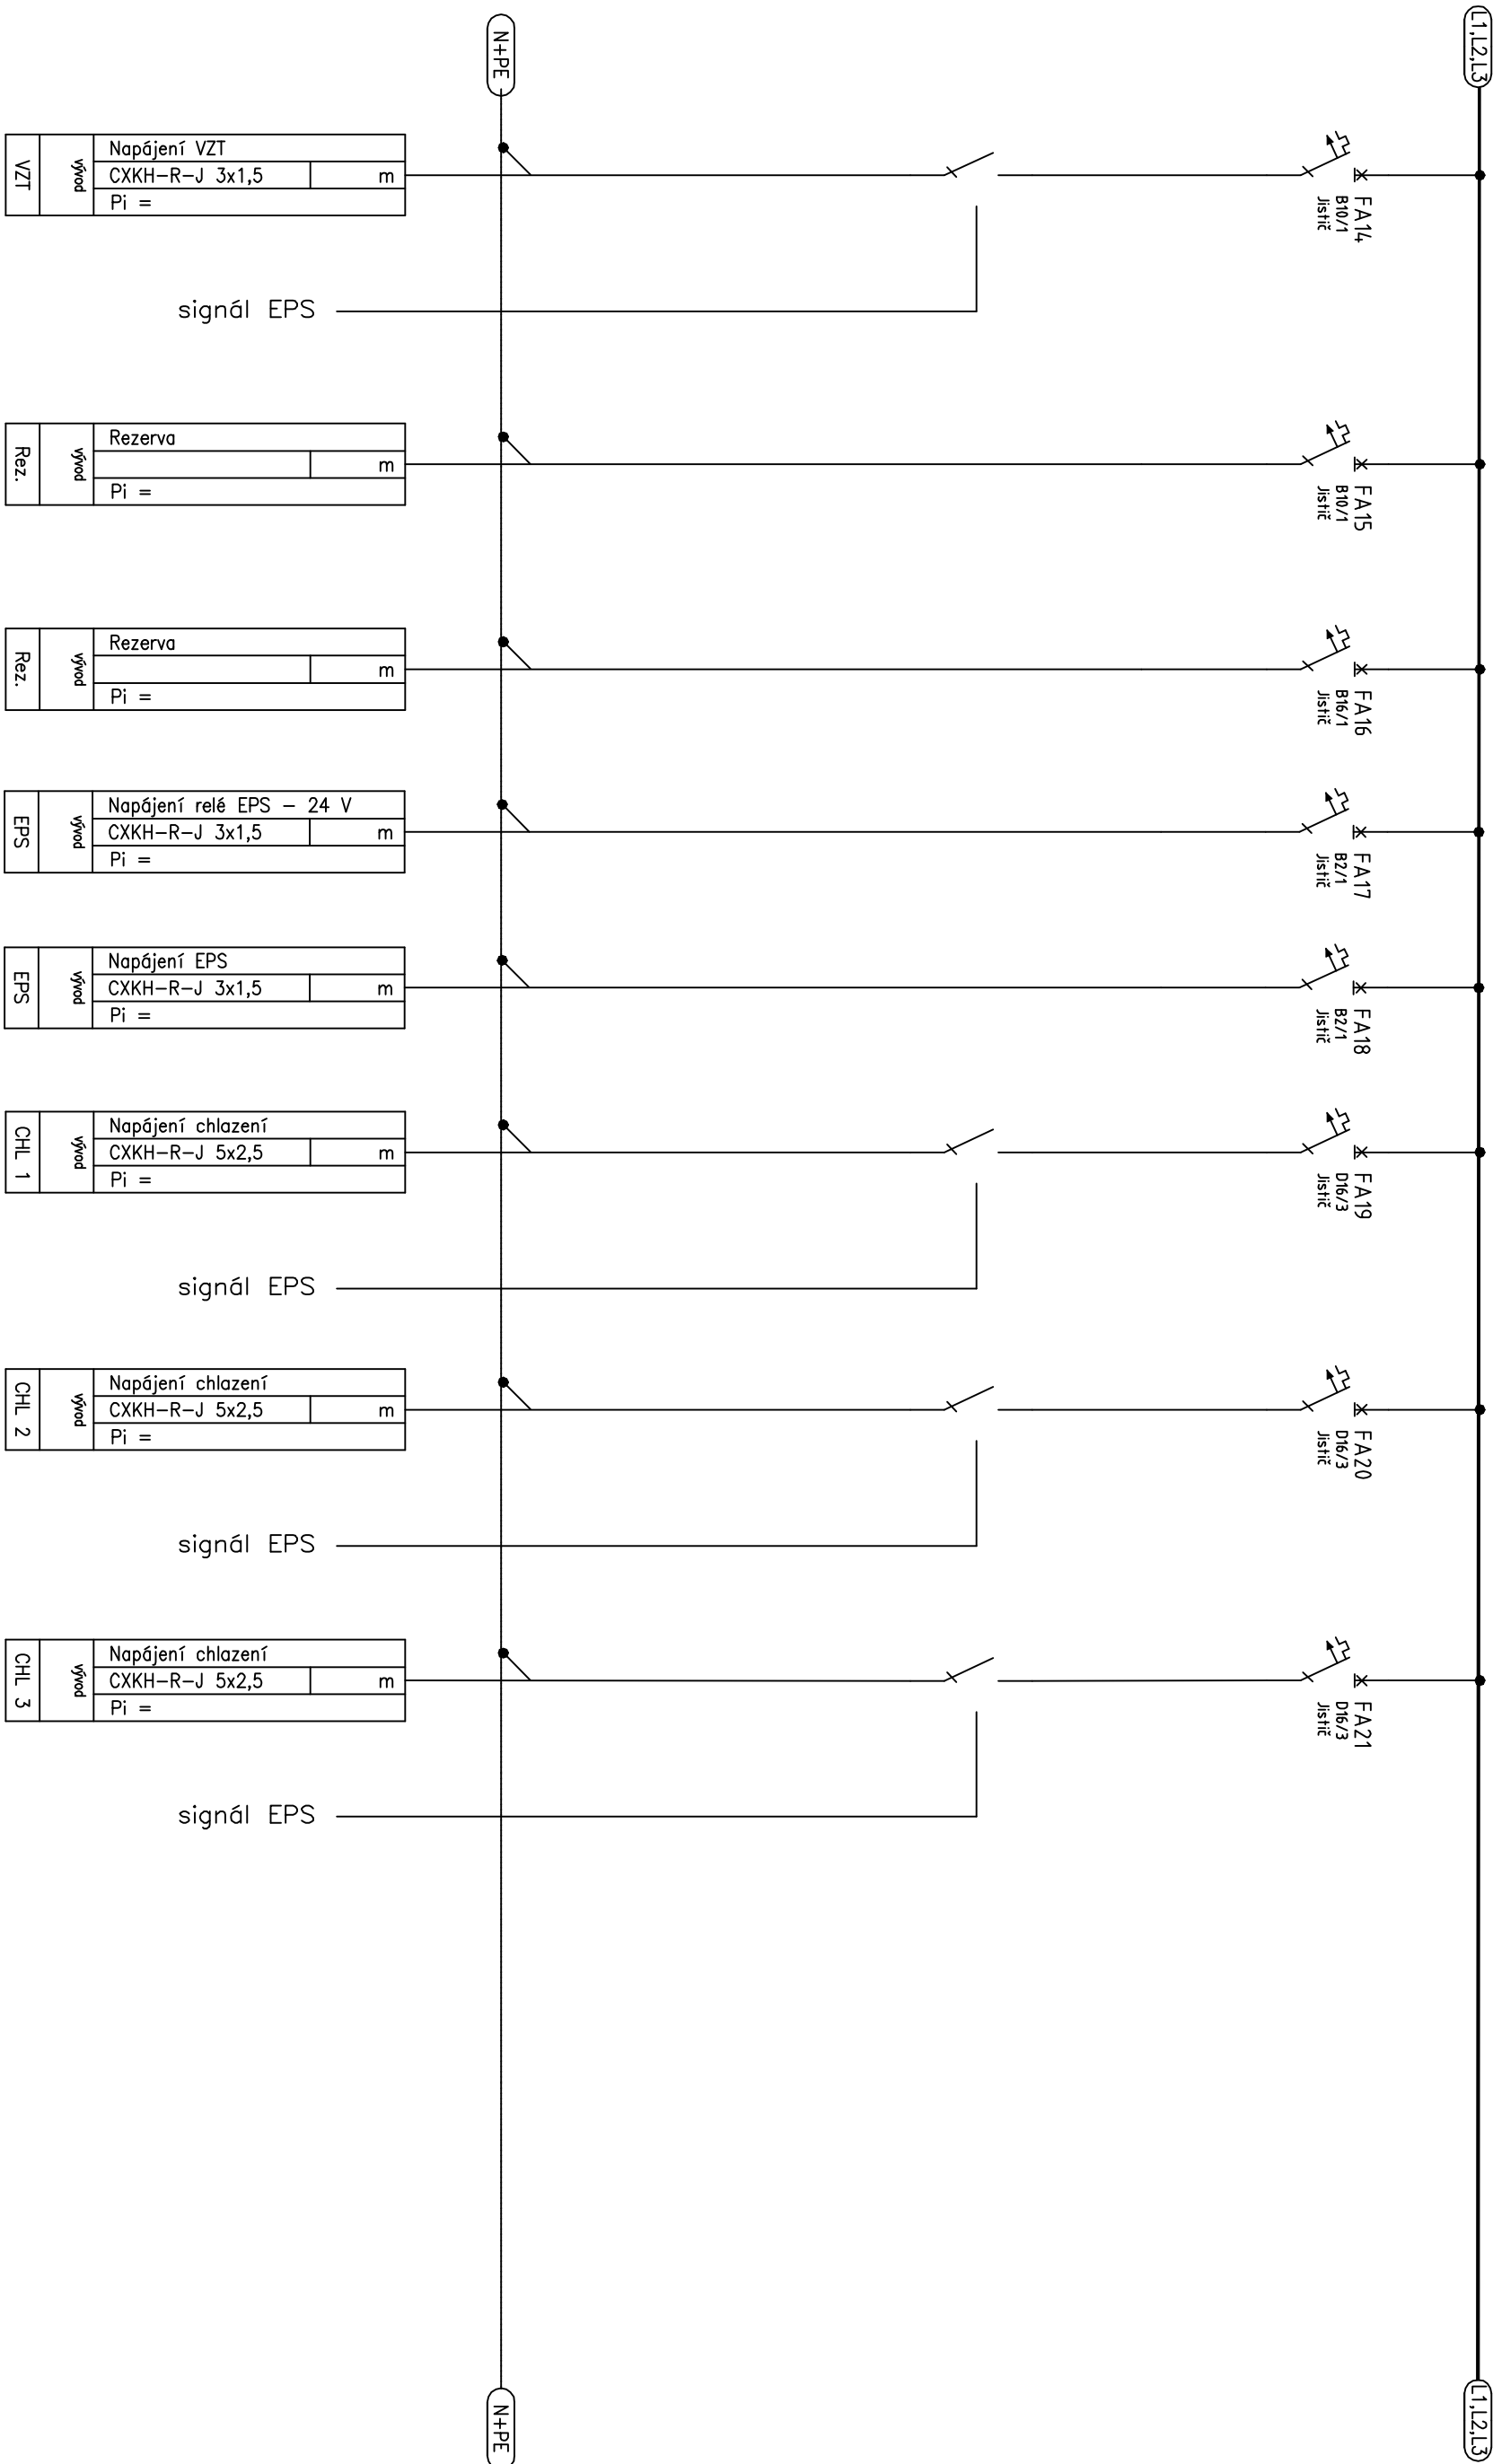 L1,L2,L3
N+PE
VZT
vývod
Napájení VZT
CXKH-R-J 3x1,5 m
Pi =
FA14
B10/1
Jistič
signál EPS
Rez.
vývod
Rezerva
m
Pi =
FA15
B10/1
Jistič
Rez.
vývod
Rezerva
m
Pi =
FA16
B16/1
Jistič
EPS
vývod
Napájení relé EPS - 24 V
CXKH-R-J 3x1,5 m
Pi =
FA17
B2/1
Jistič
EPS
vývod
Napájení EPS
CXKH-R-J 3x1,5 m
Pi =
FA18
B2/1
Jistič
CHL 1
vývod
Napájení chlazení
CXKH-R-J 5x2,5 m
Pi =
FA19
D16/3
Jistič
signál EPS
CHL 2
vývod
Napájení chlazení
CXKH-R-J 5x2,5 m
Pi =
FA20
D16/3
Jistič
signál EPS
CHL 3
vývod
Napájení chlazení
CXKH-R-J 5x2,5 m
Pi =
FA21
D16/3
Jistič
signál EPS
N+PE
L1,L2,L3